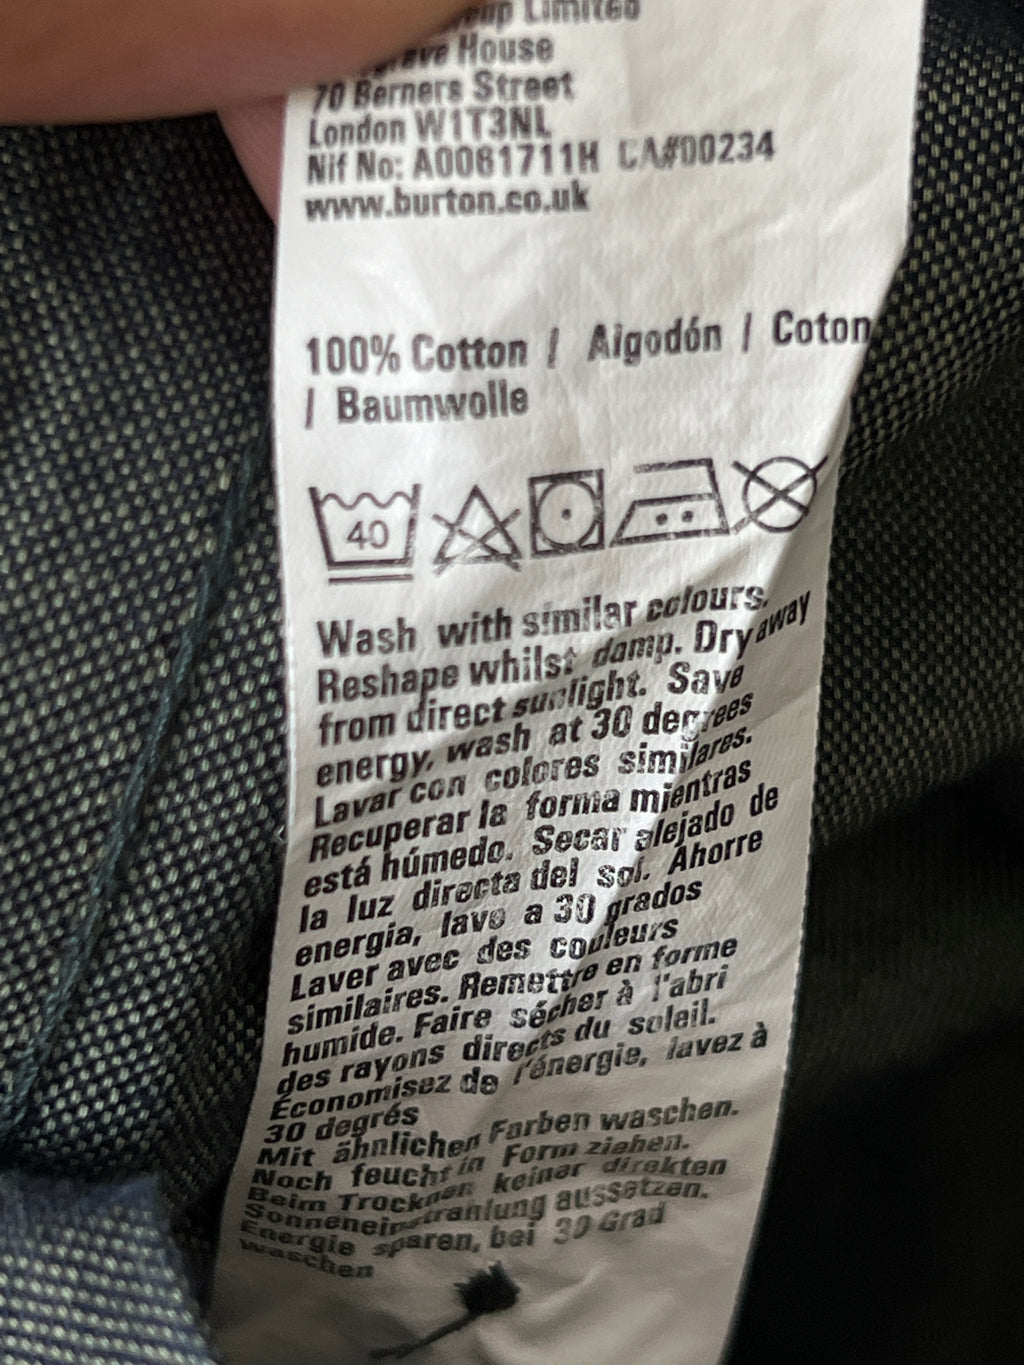 Limited
House
70 Berners Street
London W1T3NL
Nif No: A0081711H CA#00234
www.burton.co.uk
100% Cotton / Algodón / Coton
/ Baumwolle
40
Wash with similar colours.
Reshape whilst damp. Dry away
from direct sunlight. Save
energy, wash at 30 degrees
Lavar con colores similares.
Recuperar la forma mientras
está húmedo. Secar alejado de
la luz directa del sol. Ahorre
energia, lave a 30 grados
Laver avec des couleurs
similaires. Remettre en forme
humide. Faire sécher à l'abri
des rayons directs du soleil.
Économisez de l'énergie, lavez à
30 degrés
Mit ähnlichen Farben waschen.
Noch feucht in Form ziehen.
Beim Trocknen keiner direkten
Sonneneinstrahlung aussetzen.
Energie sparen, bei 30 Grad
waschen